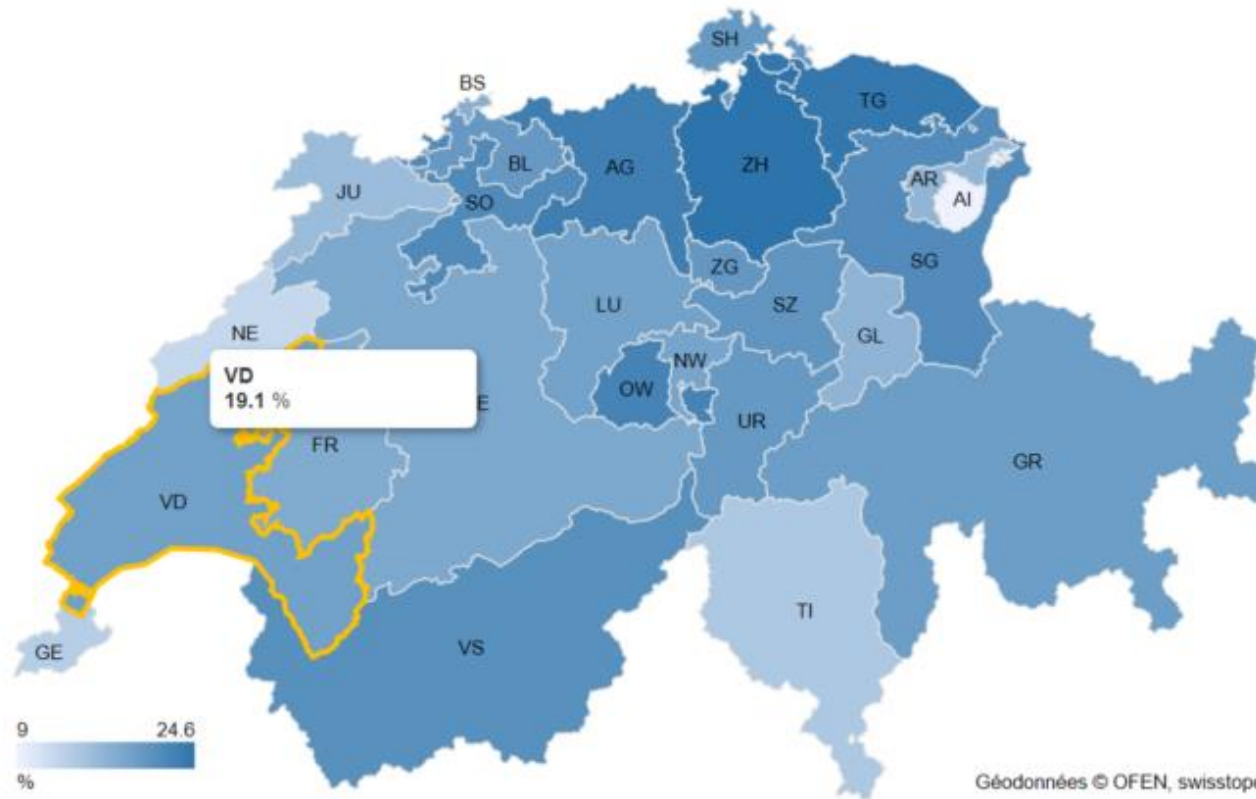 SH
BS
TG
BL
AG
ZH
JU
AR
AI
SO
ZG
SG
LU
SZ
NE
GL
NW
VD
19.1 %
OW
E
UR
FR
GR
VD
TI
GE
VS
9 24.6
%
Géodonnées © OFEN, swisstopo